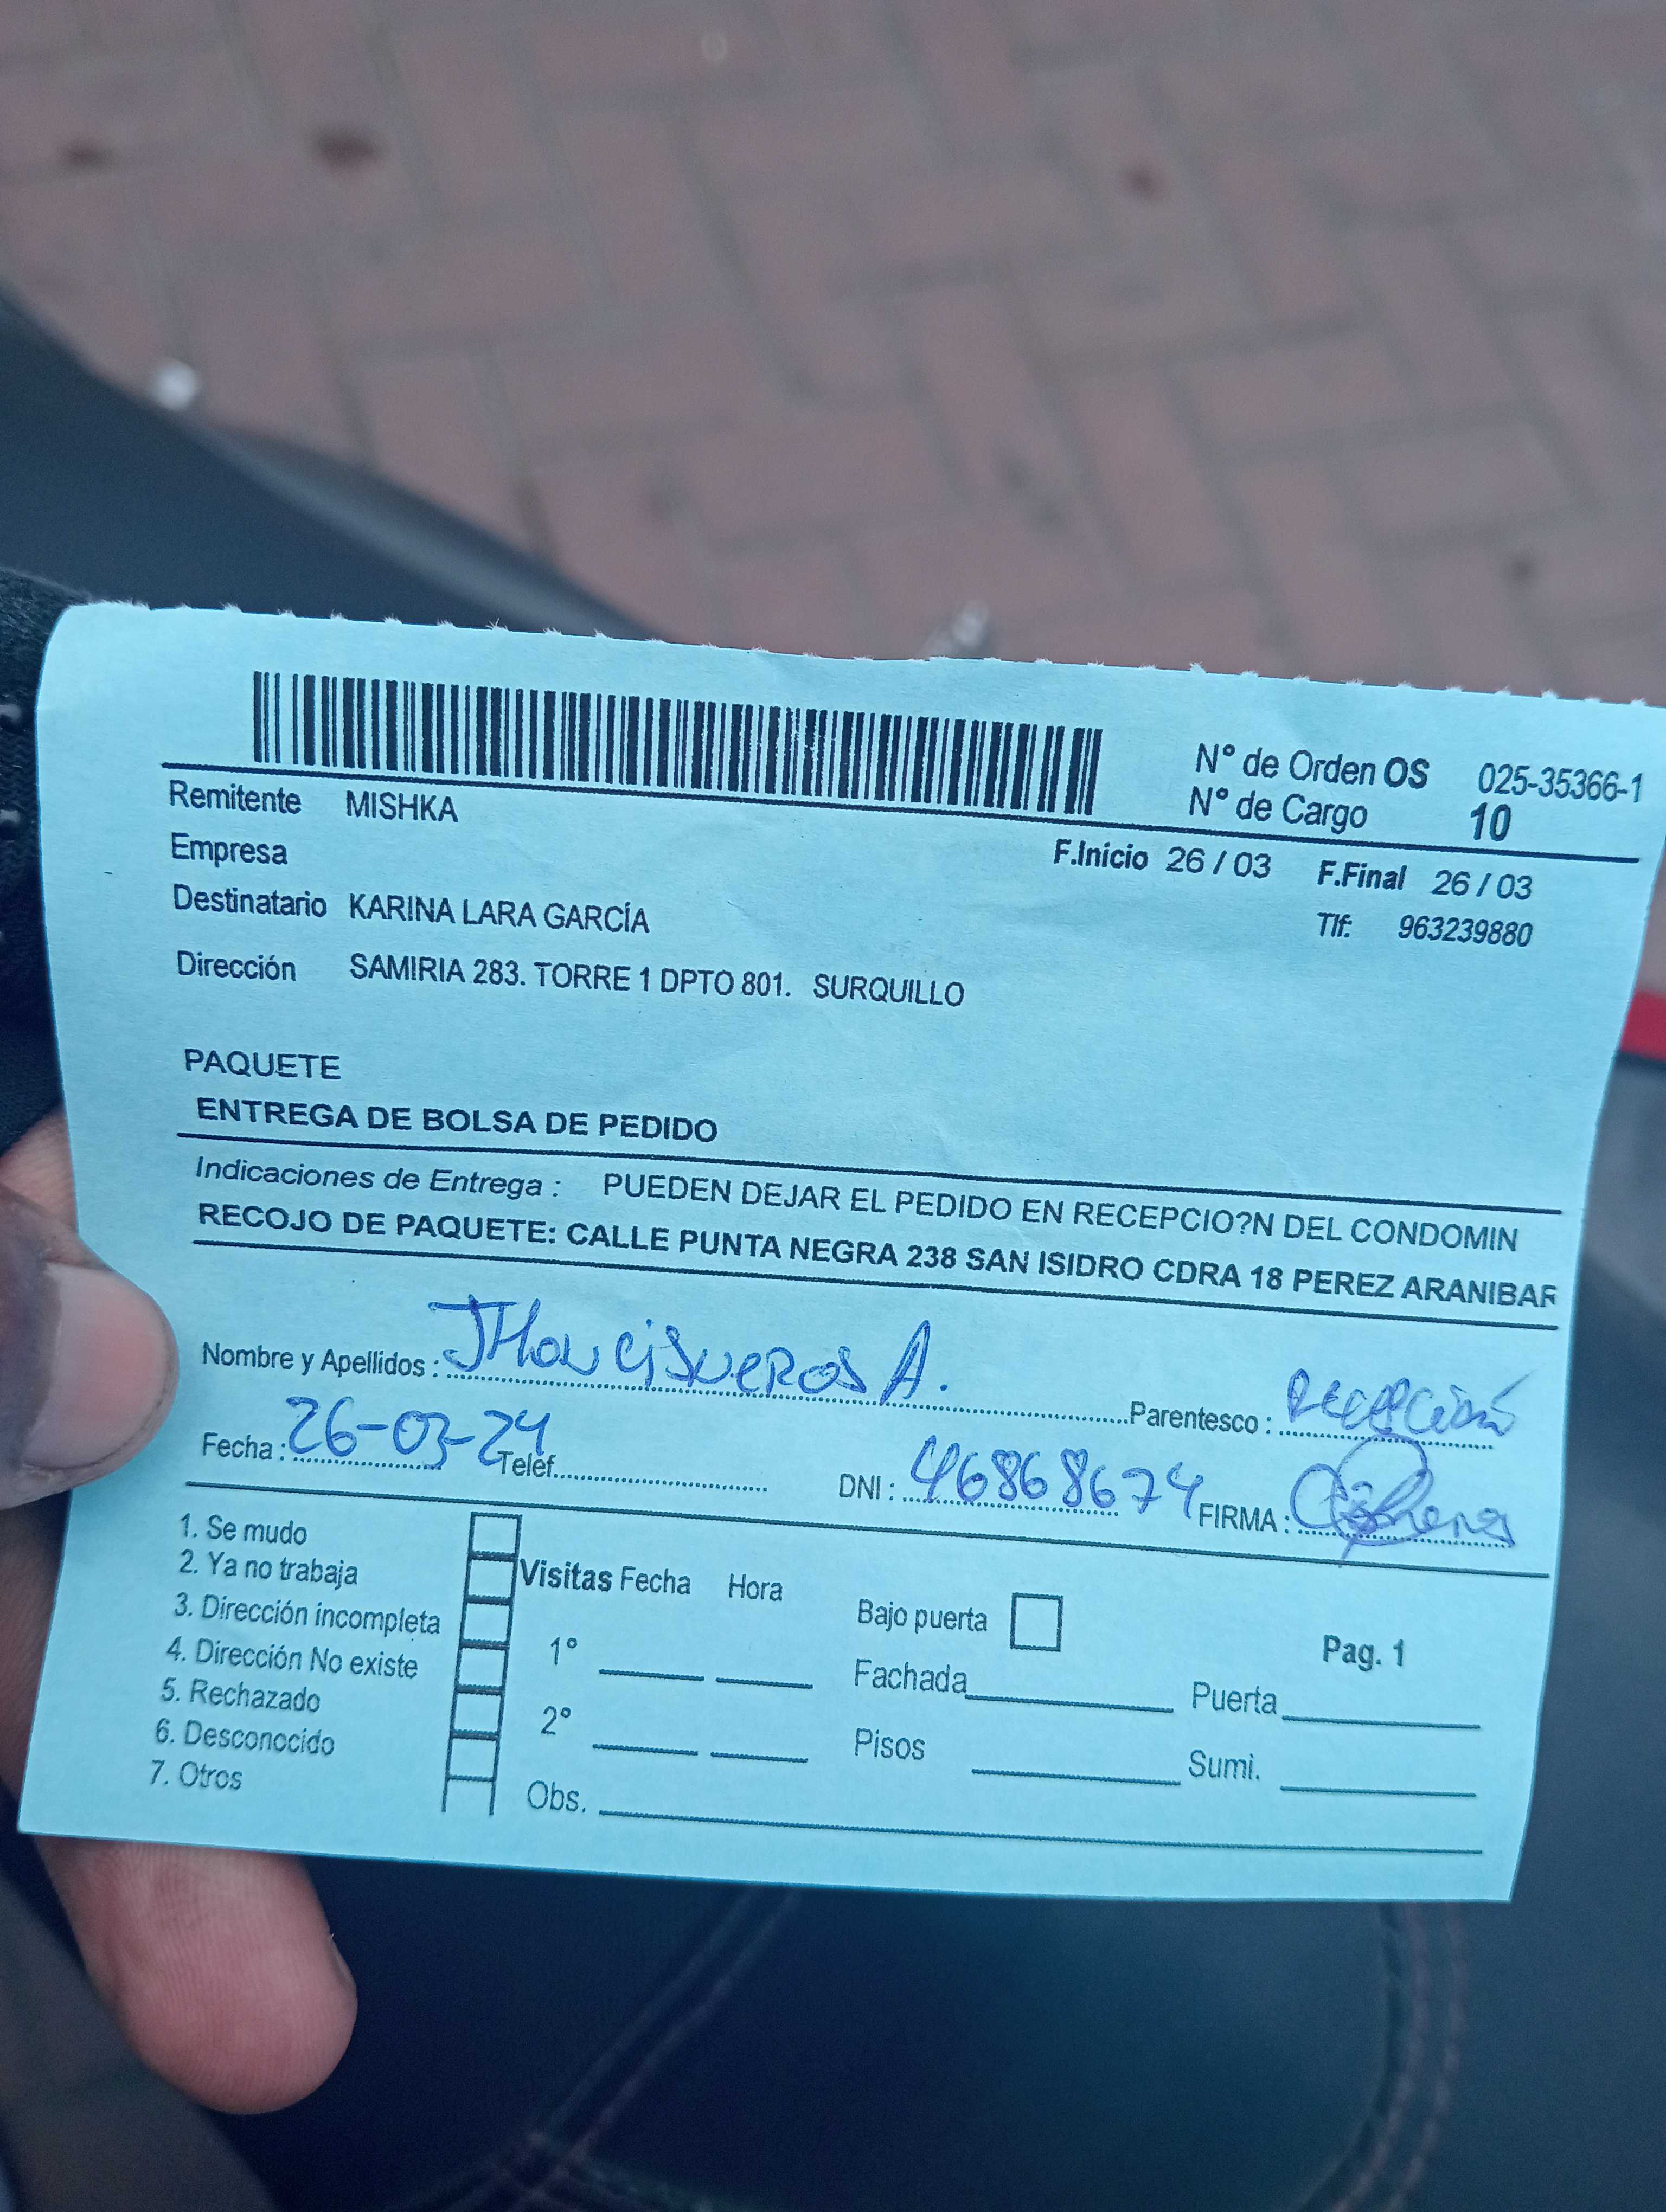 N° de Orden OS 025-35366-1
N° de Cargo 10
Remitente MISHKA
Empresa F.Inicio 26 / 03 F.Final 26 / 03
Destinatario KARINA LARA GARCÍA Tlf: 963239880
Dirección SAMIRIA 283. TORRE 1 DPTO 801. SURQUILLO
PAQUETE
ENTREGA DE BOLSA DE PEDIDO
Indicaciones de Entrega : PUEDEN DEJAR EL PEDIDO EN RECEPCIO?N DEL CONDOMIN
RECOJO DE PAQUETE: CALLE PUNTA NEGRA 238 SAN ISIDRO CDRA 18 PEREZ ARANIBAR
Nombre y Apellidos : JHon Cisneros A. Parentesco : Recepción
Fecha : 26-03-24 Telef. DNI : 46868674 FIRMA : Cisneros
1. Se mudo
2. Ya no trabaja Visitas Fecha Hora
3. Dirección incompleta 1° Bajo puerta Pag. 1
4. Dirección No existe Fachada Puerta
5. Rechazado 2°
6. Desconocido Pisos Sumi.
7. Otros Obs.